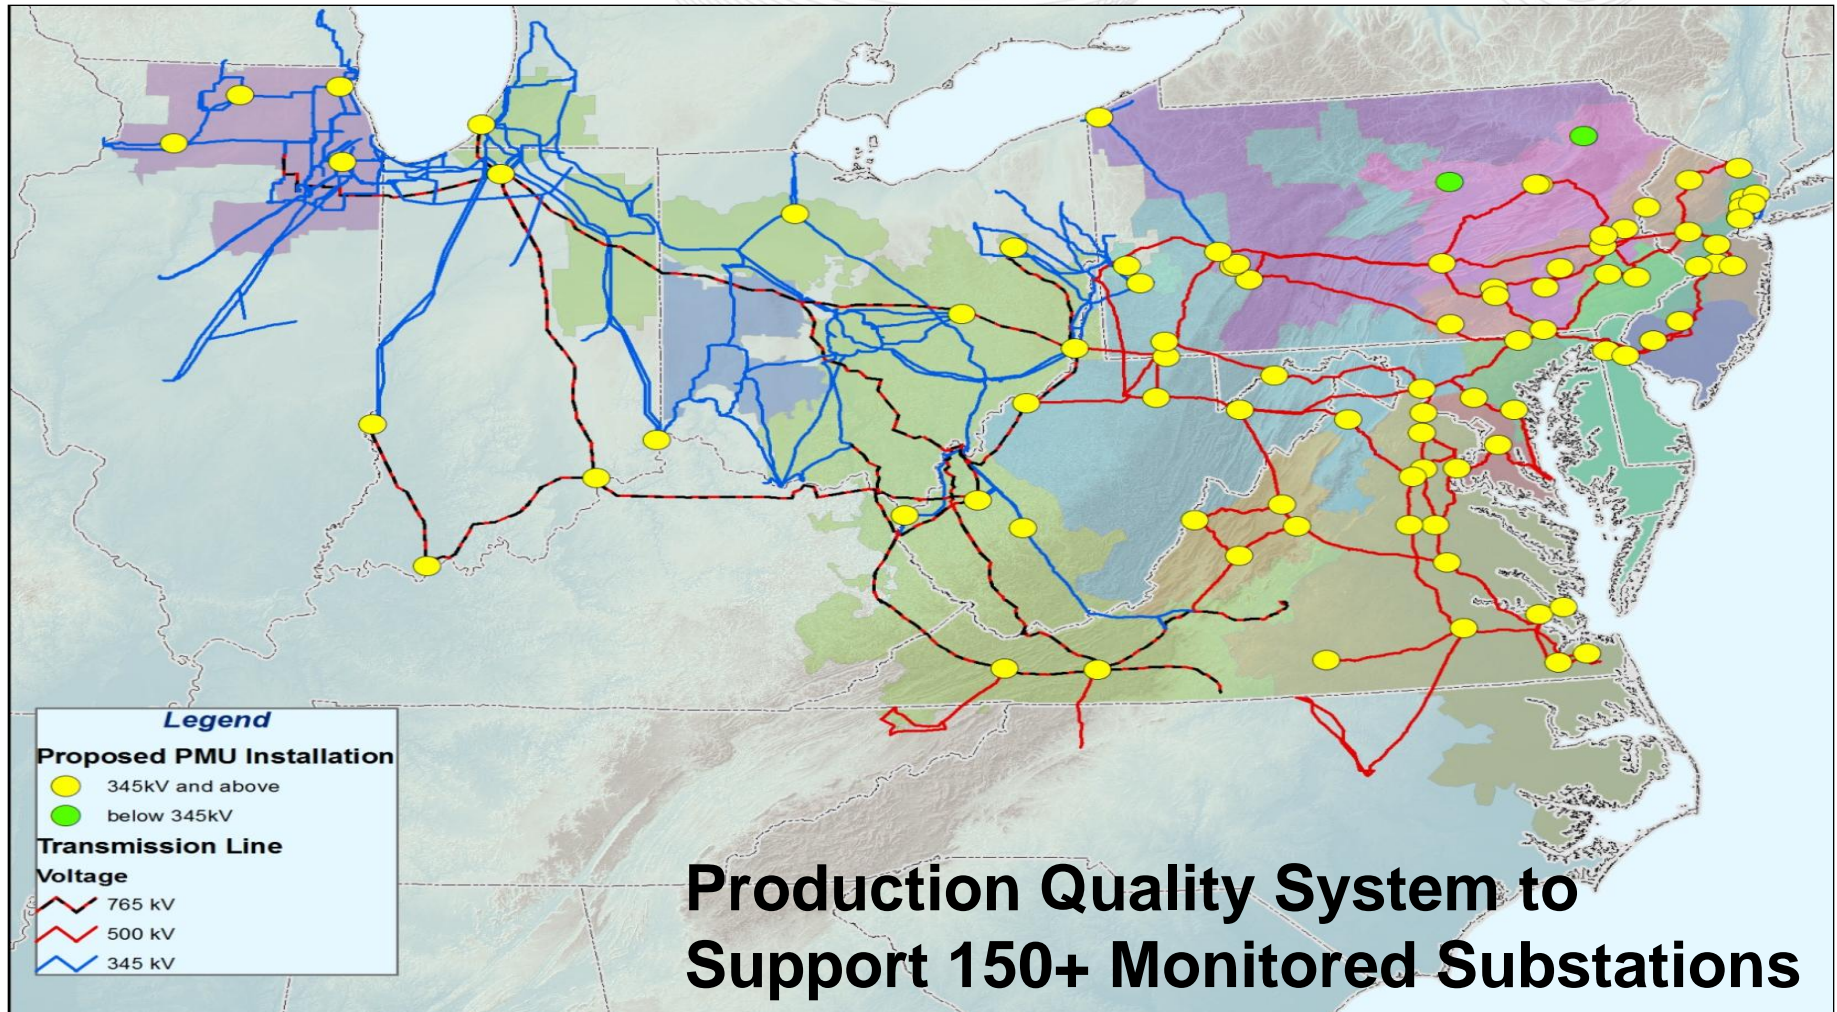 Legend
Proposed PMU Installation
345kV and above
below 345kV
Transmission Line
Voltage
765 kV
500 kV
345 kV
Production Quality System to
Support 150+ Monitored Substations